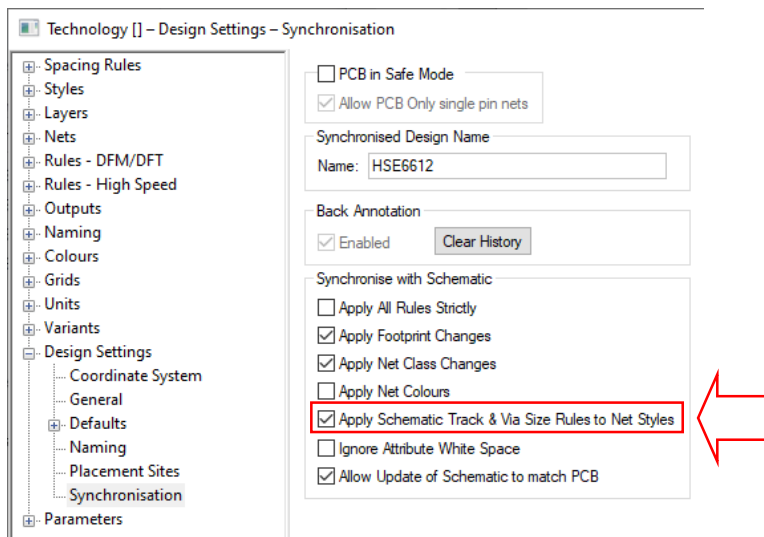 Technology [] – Design Settings – Synchronisation
Spacing Rules
Styles
Layers
Nets
Rules - DFM/DFT
Rules - High Speed
Outputs
Naming
Colours
Grids
Units
Variants
Design Settings
Coordinate System
General
Defaults
Naming
Placement Sites
Synchronisation
Parameters
PCB in Safe Mode
Allow PCB Only single pin nets
Synchronised Design Name
Name: HSE6612
Back Annotation
Enabled Clear History
Synchronise with Schematic
Apply All Rules Strictly
Apply Footprint Changes
Apply Net Class Changes
Apply Net Colours
Apply Schematic Track & Via Size Rules to Net Styles
Ignore Attribute White Space
Allow Update of Schematic to match PCB